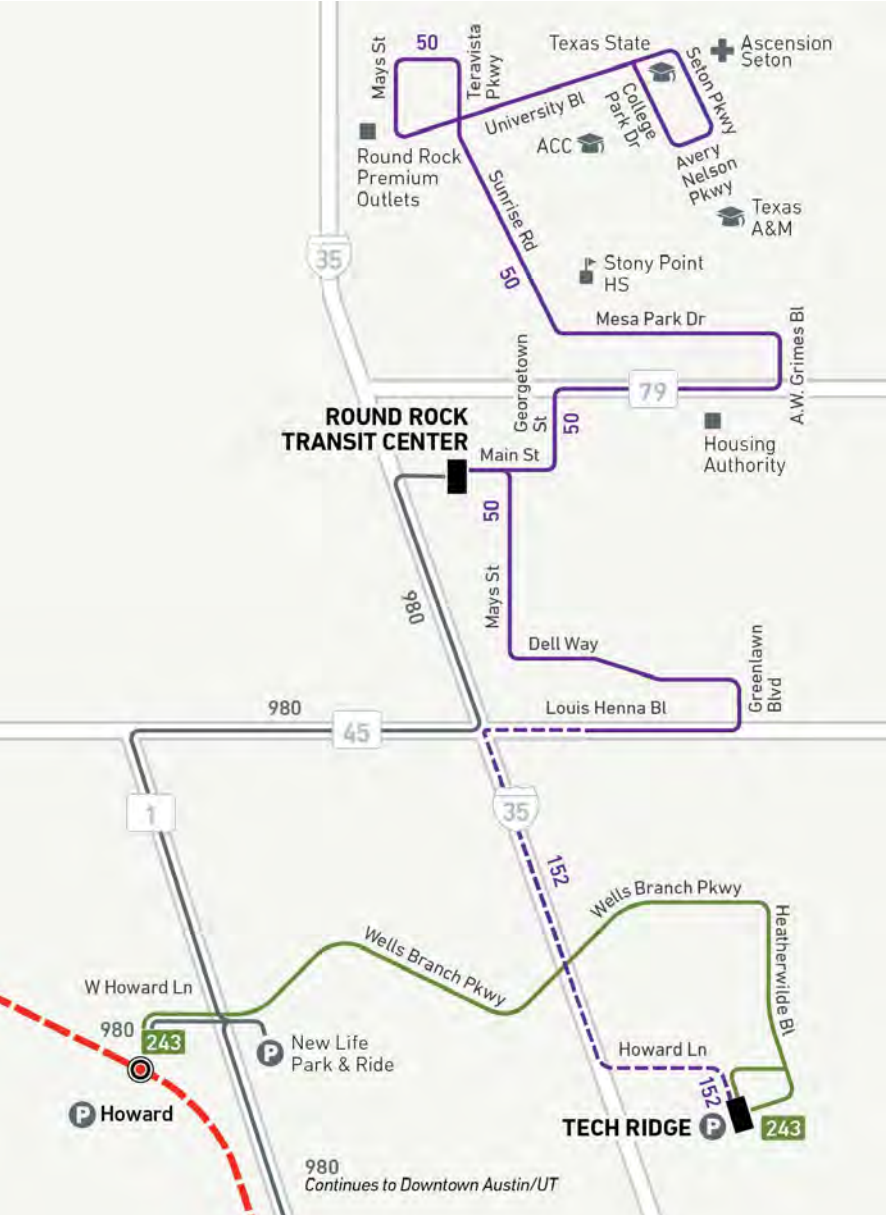 Mays St
50
Teravista
Pkwy
Texas State
Seton Pkwy
Ascension
Seton
University Bl
College
Park Dr
ACC
Avery
Nelson
Pkwy
Round Rock
Premium
Outlets
Sunrise Rd
Texas
A&M
35
50
Stony Point
HS
Mesa Park Dr
A.W. Grimes Bl
Georgetown
St
79
50
ROUND ROCK
TRANSIT CENTER
Main St
Housing
Authority
50
980
Mays St
Dell Way
Greenlawn
Blvd
980
Louis Henna Bl
45
1
35
152
Wells Branch Pkwy
Heatherwilde Bl
Wells Branch Pkwy
W Howard Ln
980
243
P
New Life
Park & Ride
Howard Ln
152
P
Howard
TECH RIDGE
P
243
980
Continues to Downtown Austin/UT